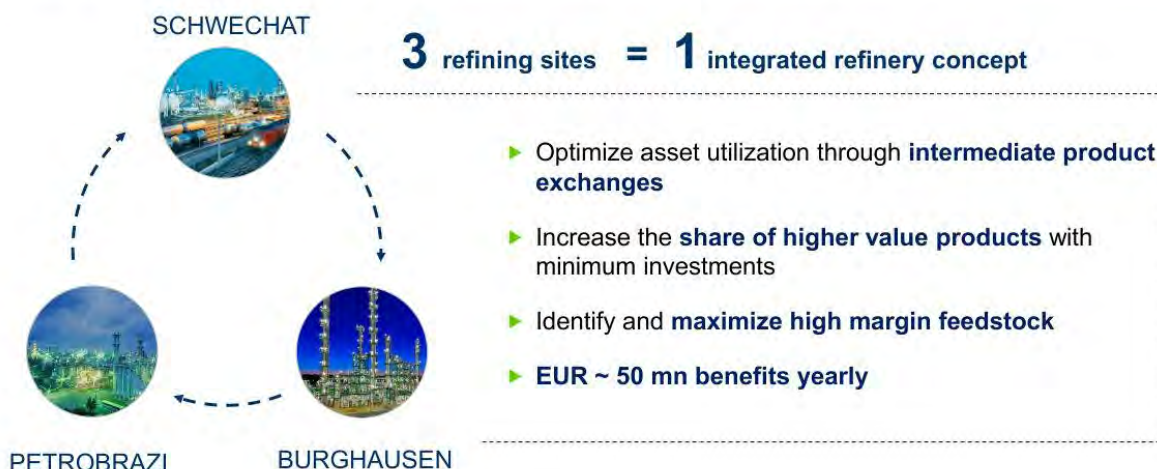 SCHWECHAT
3 refining sites = 1 integrated refinery concept
▶ Optimize asset utilization through intermediate product
exchanges
▶ Increase the share of higher value products with
minimum investments
▶ Identify and maximize high margin feedstock
▶ EUR ~ 50 mn benefits yearly
PETROBRAZI
BURGHAUSEN